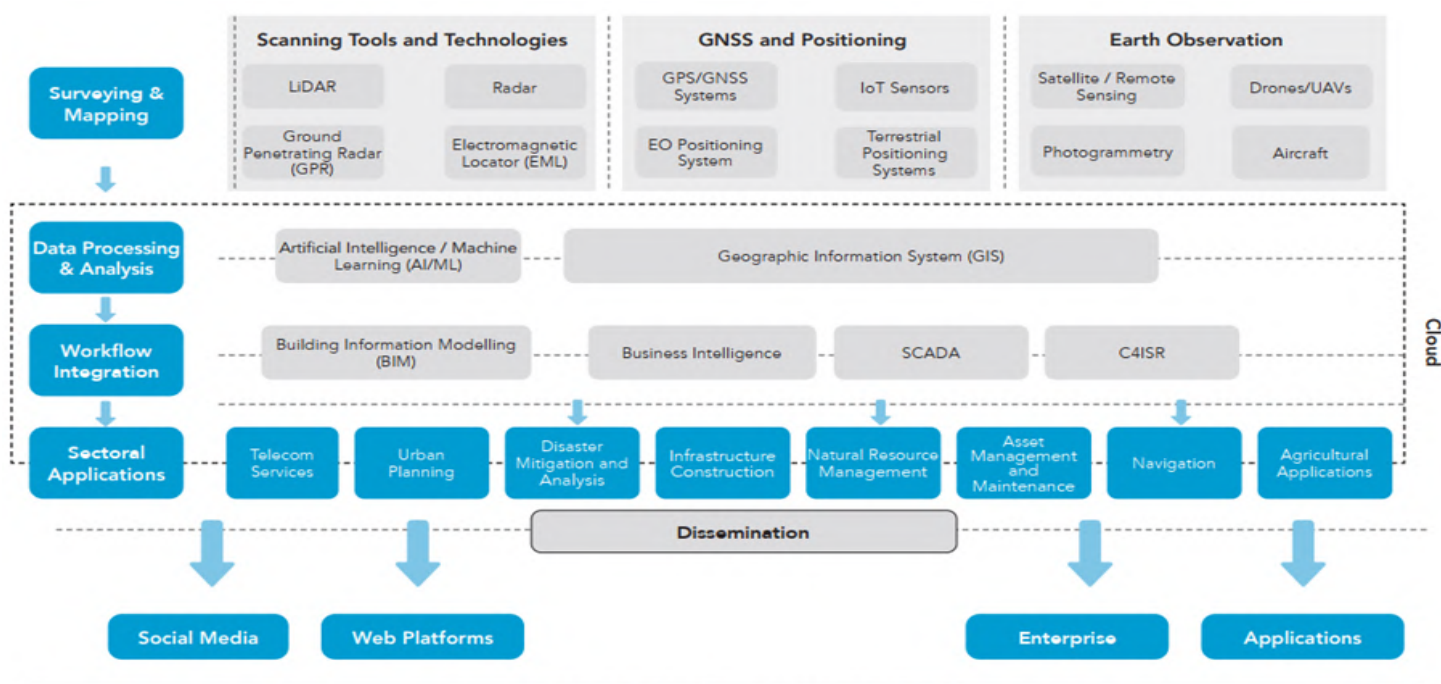 Scanning Tools and Technologies
GNSS and Positioning
Earth Observation
Surveying &
Mapping
LiDAR
Radar
Ground
Penetrating Radar
(GPR)
Electromagnetic
Locator (EML)
GPS/GNSS
Systems
IoT Sensors
EO Positioning
System
Terrestrial
Positioning
Systems
Satellite / Remote
Sensing
Drones/UAVs
Photogrammetry
Aircraft
Data Processing
& Analysis
Artificial Intelligence / Machine
Learning (AI/ML)
Geographic Information System (GIS)
Workflow
Integration
Building Information Modelling
(BIM)
Business Intelligence
SCADA
C4ISR
Cloud
Sectoral
Applications
Telecom
Services
Urban
Planning
Disaster
Mitigation and
Analysis
Infrastructure
Construction
Natural Resource
Management
Asset
Management
and
Maintenance
Navigation
Agricultural
Applications
Dissemination
Social Media
Web Platforms
Enterprise
Applications